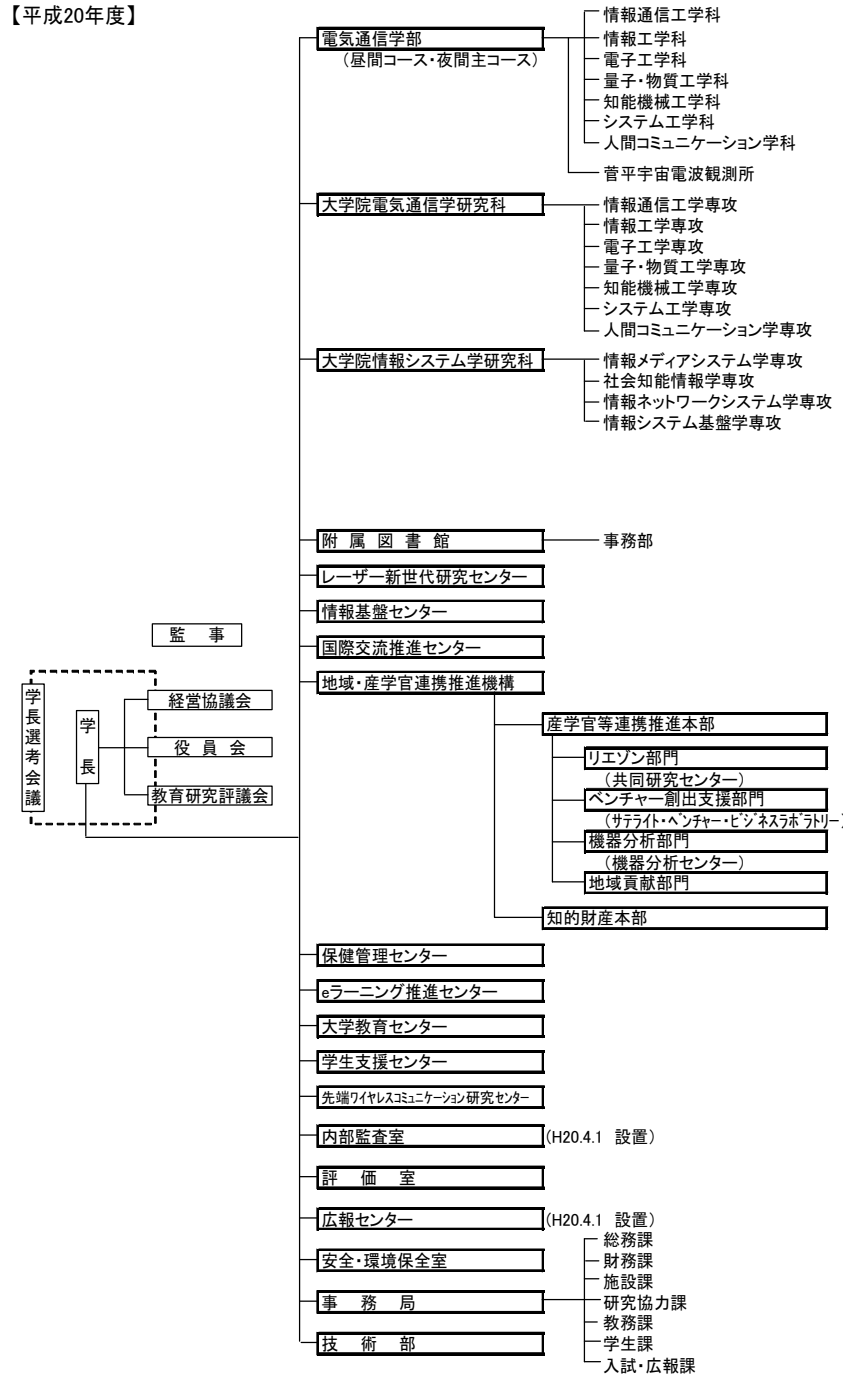 【平成20年度】
電気通信学部
(昼間コース・夜間主コース)
情報通信工学科
情報工学科
電子工学科
量子・物質工学科
知能機械工学科
システム工学科
人間コミュニケーション学科
菅平宇宙電波観測所
大学院電気通信学研究科
情報通信工学専攻
情報工学専攻
電子工学専攻
量子・物質工学専攻
知能機械工学専攻
システム工学専攻
人間コミュニケーション学専攻
大学院情報システム学研究科
情報メディアシステム学専攻
社会知能情報学専攻
情報ネットワークシステム学専攻
情報システム基盤学専攻
附属図書館
事務部
レーザー新世代研究センター
情報基盤センター
国際交流推進センター
地域・産学官連携推進機構
監事
学長選考会議
学長
経営協議会
役員会
教育研究評議会
産学官等連携推進本部
リエゾン部門
(共同研究センター)
ベンチャー創出支援部門
(ｻﾃﾗｲﾄ・ﾍﾞﾝﾁｬｰ・ﾋﾞｼﾞﾈｽﾗﾎﾞﾗﾄﾘｰ)
機器分析部門
(機器分析センター)
地域貢献部門
知的財産本部
保健管理センター
eラーニング推進センター
大学教育センター
学生支援センター
先端ﾜｲﾔﾚｽｺﾐｭﾆｹｰｼｮﾝ研究ｾﾝﾀｰ
内部監査室
(H20.4.1 設置)
評価室
広報センター
(H20.4.1 設置)
安全・環境保全室
事務局
総務課
財務課
施設課
研究協力課
教務課
学生課
入試・広報課
技術部